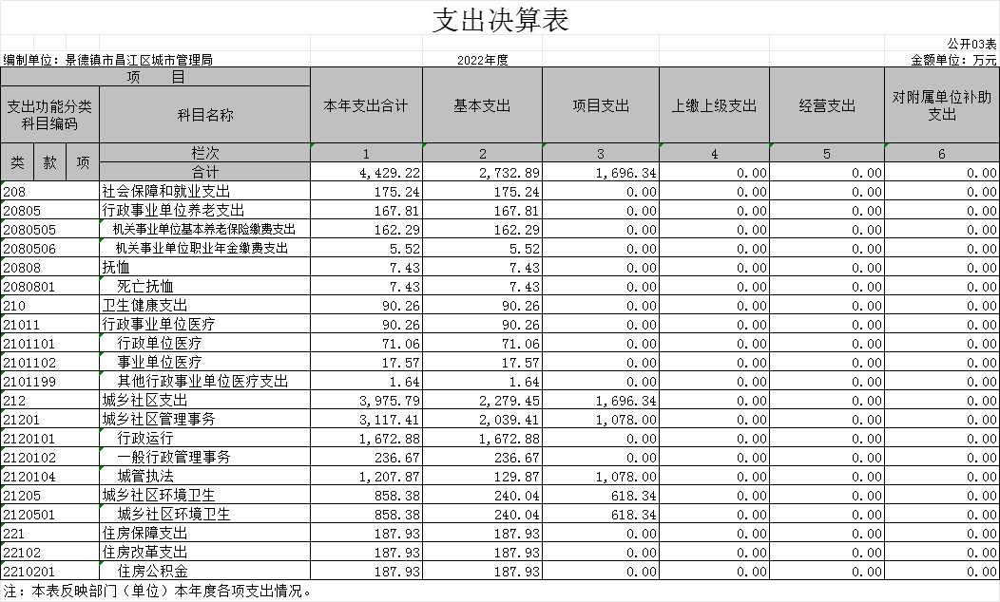 支出决算表
公开03表
编制单位：景德镇市昌江区城市管理局 2022年度 金额单位：万元
项 目 本年支出合计 基本支出 项目支出 上缴上级支出 经营支出 对附属单位补助支出
支出功能分类科目编码 科目名称
类 款 项 栏次 1 2 3 4 5 6
合计 4,429.22 2,732.89 1,696.34 0.00 0.00 0.00
208 社会保障和就业支出 175.24 175.24 0.00 0.00 0.00 0.00
20805 行政事业单位养老支出 167.81 167.81 0.00 0.00 0.00 0.00
2080505 机关事业单位基本养老保险缴费支出 162.29 162.29 0.00 0.00 0.00 0.00
2080506 机关事业单位职业年金缴费支出 5.52 5.52 0.00 0.00 0.00 0.00
20808 抚恤 7.43 7.43 0.00 0.00 0.00 0.00
2080801 死亡抚恤 7.43 7.43 0.00 0.00 0.00 0.00
210 卫生健康支出 90.26 90.26 0.00 0.00 0.00 0.00
21011 行政事业单位医疗 90.26 90.26 0.00 0.00 0.00 0.00
2101101 行政单位医疗 71.06 71.06 0.00 0.00 0.00 0.00
2101102 事业单位医疗 17.57 17.57 0.00 0.00 0.00 0.00
2101199 其他行政事业单位医疗支出 1.64 1.64 0.00 0.00 0.00 0.00
212 城乡社区支出 3,975.79 2,279.45 1,696.34 0.00 0.00 0.00
21201 城乡社区管理事务 3,117.41 2,039.41 1,078.00 0.00 0.00 0.00
2120101 行政运行 1,672.88 1,672.88 0.00 0.00 0.00 0.00
2120102 一般行政管理事务 236.67 236.67 0.00 0.00 0.00 0.00
2120104 城管执法 1,207.87 129.87 1,078.00 0.00 0.00 0.00
21205 城乡社区环境卫生 858.38 240.04 618.34 0.00 0.00 0.00
2120501 城乡社区环境卫生 858.38 240.04 618.34 0.00 0.00 0.00
221 住房保障支出 187.93 187.93 0.00 0.00 0.00 0.00
22102 住房改革支出 187.93 187.93 0.00 0.00 0.00 0.00
2210201 住房公积金 187.93 187.93 0.00 0.00 0.00 0.00
注：本表反映部门（单位）本年度各项支出情况。